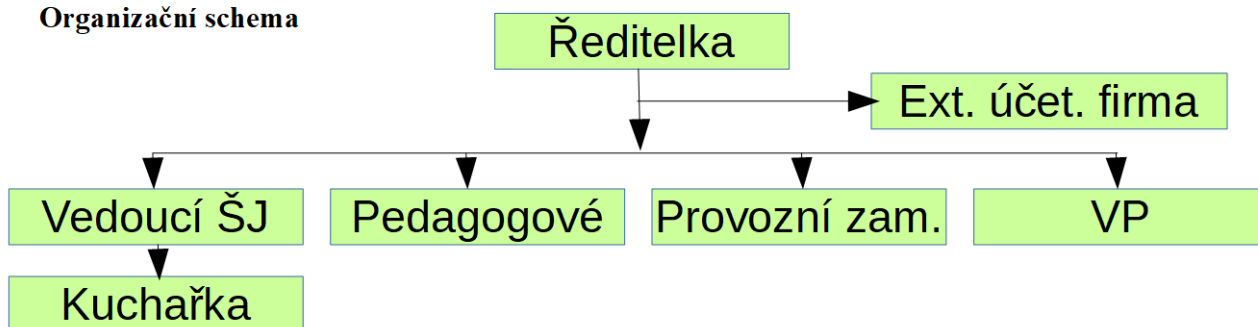 Organizační schema
Ředitelka
Ext. účet. firma
Vedoucí ŠJ
Pedagogové
Provozní zam.
VP
Kuchařka